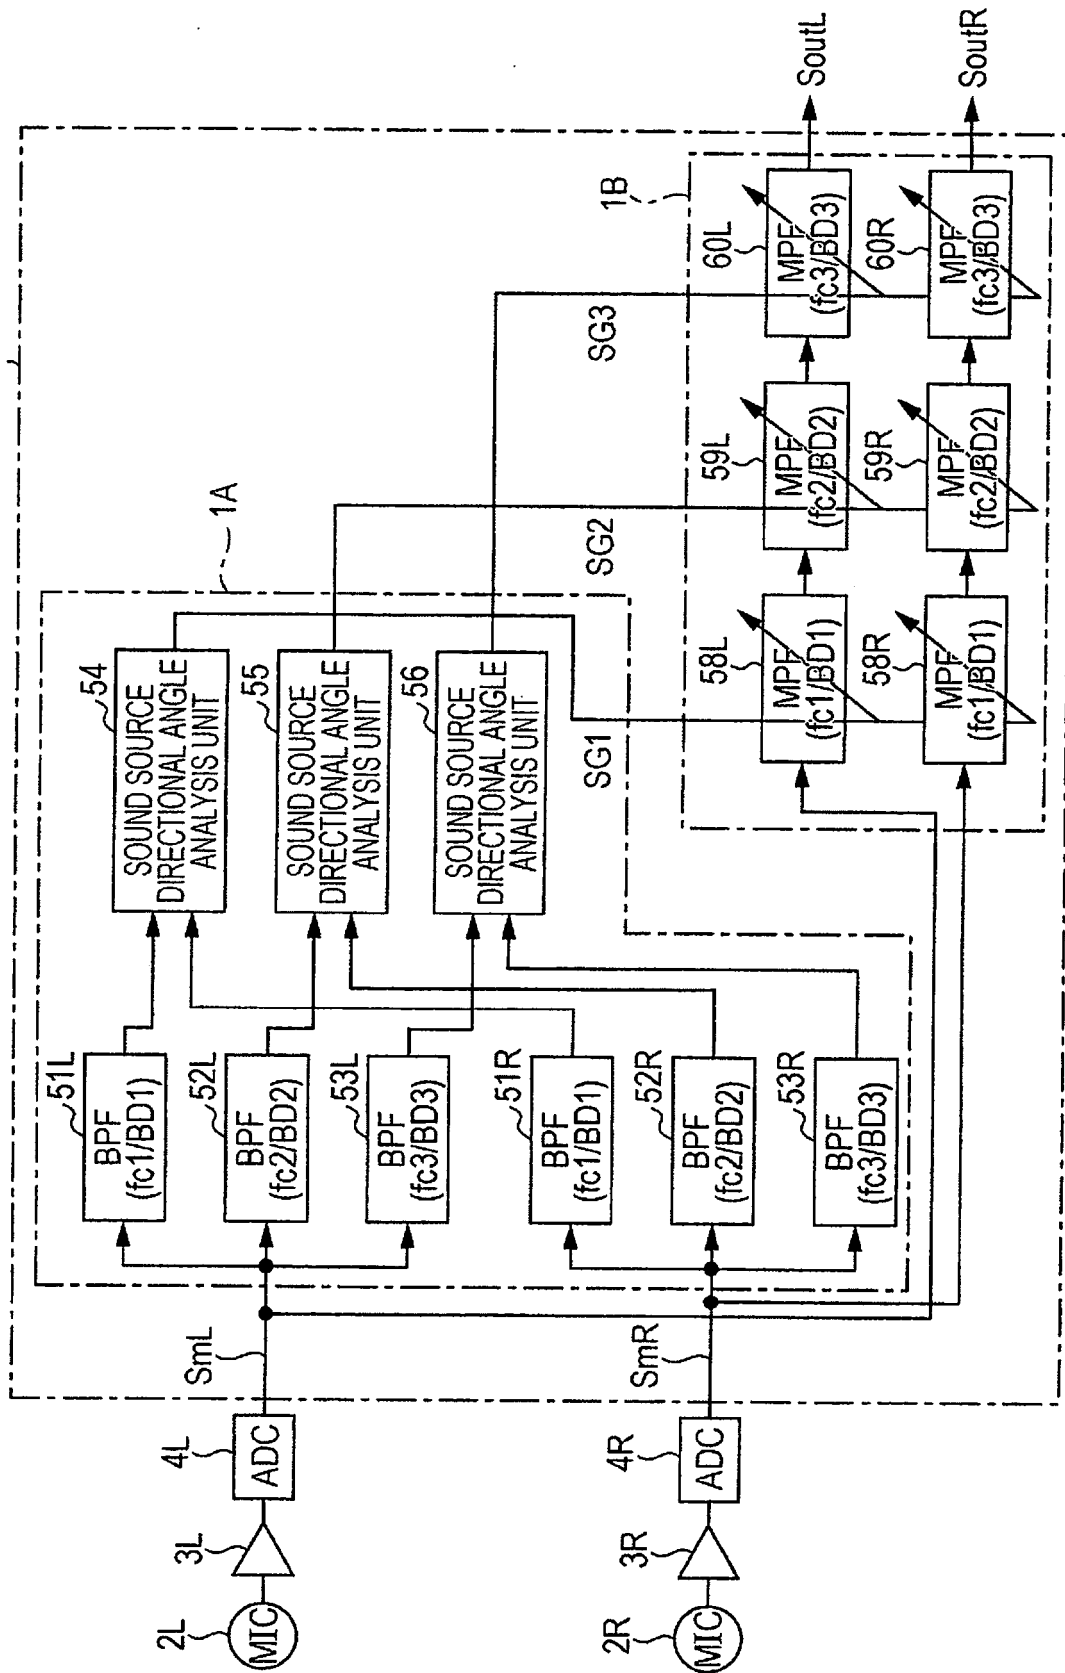 2L
MIC
3L
4L
ADC
SmL
2R
MIC
3R
4R
ADC
SmR
51L
BPF
(fc1/BD1)
52L
BPF
(fc2/BD2)
53L
BPF
(fc3/BD3)
51R
BPF
(fc1/BD1)
52R
BPF
(fc2/BD2)
53R
BPF
(fc3/BD3)
54
SOUND SOURCE
DIRECTIONAL ANGLE
ANALYSIS UNIT
55
SOUND SOURCE
DIRECTIONAL ANGLE
ANALYSIS UNIT
56
SOUND SOURCE
DIRECTIONAL ANGLE
ANALYSIS UNIT
1A
SG1
SG2
SG3
1B
58L
MPF
(fc1/BD1)
59L
MPF
(fc2/BD2)
60L
MPF
(fc3/BD3)
SoutL
58R
MPF
(fc1/BD1)
59R
MPF
(fc2/BD2)
60R
MPF
(fc3/BD3)
SoutR